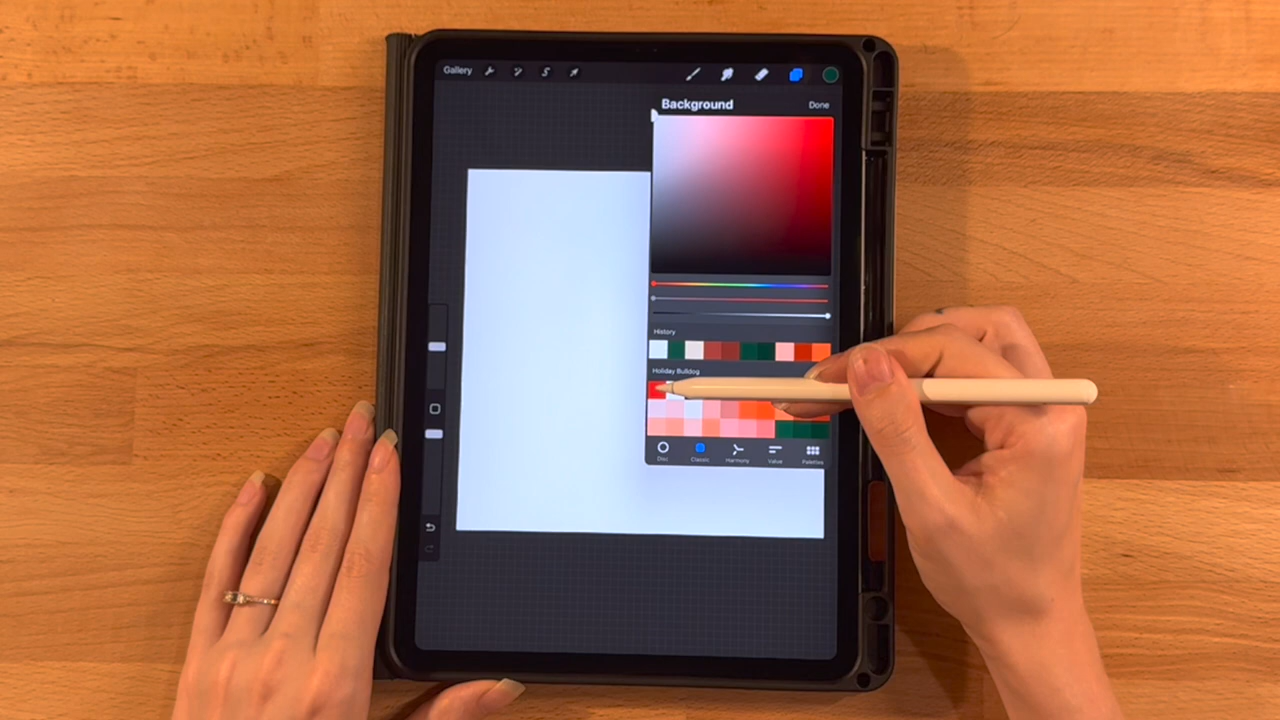 Gallery
Background
Done
History
Holiday Bulldog
Disc
Classic
Harmony
Value
Palettes